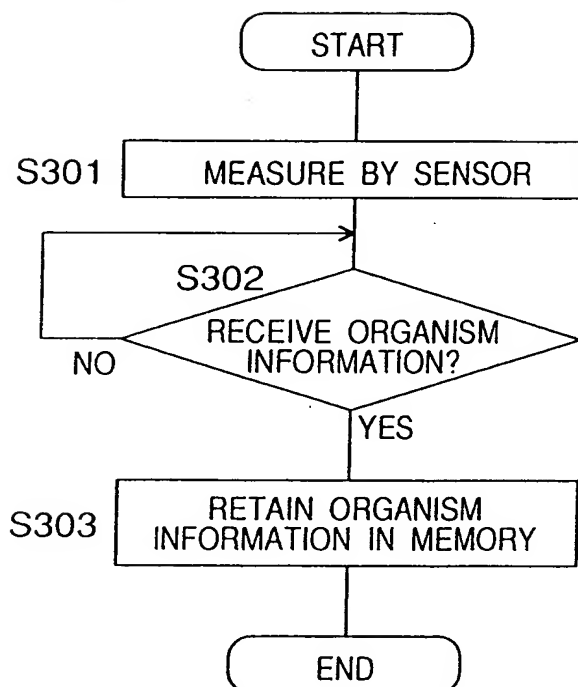 START
S301
MEASURE BY SENSOR
S302
RECEIVE ORGANISM
INFORMATION?
NO
YES
S303
RETAIN ORGANISM
INFORMATION IN MEMORY
END